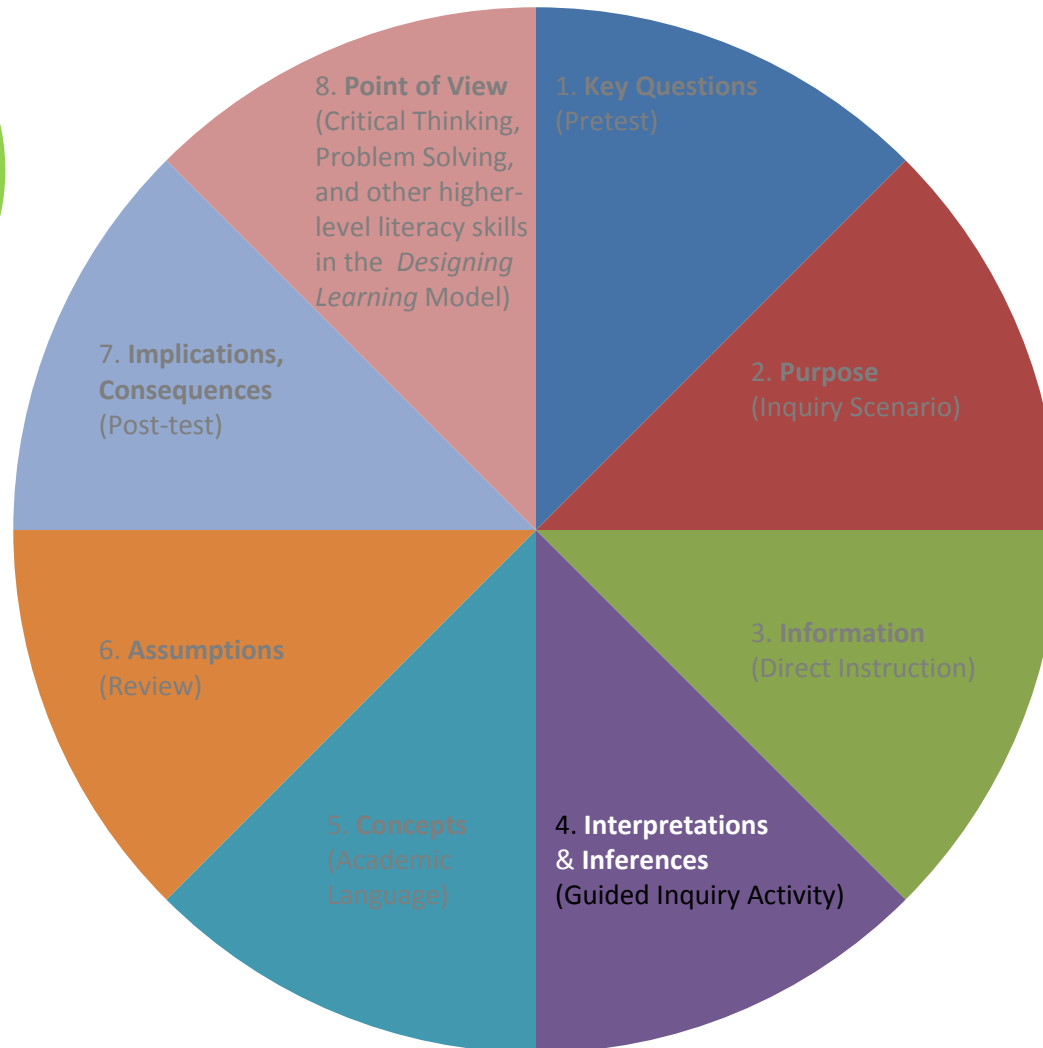 1. Key Questions
(Pretest)
2. Purpose
(Inquiry Scenario)
3. Information
(Direct Instruction)
4. Interpretations
& Inferences
(Guided Inquiry Activity)
5. Concepts
(Academic
Language)
6. Assumptions
(Review)
7. Implications,
Consequences
(Post-test)
8. Point of View
(Critical Thinking,
Problem Solving,
and other higher-
level literacy skills
in the Designing
Learning Model)